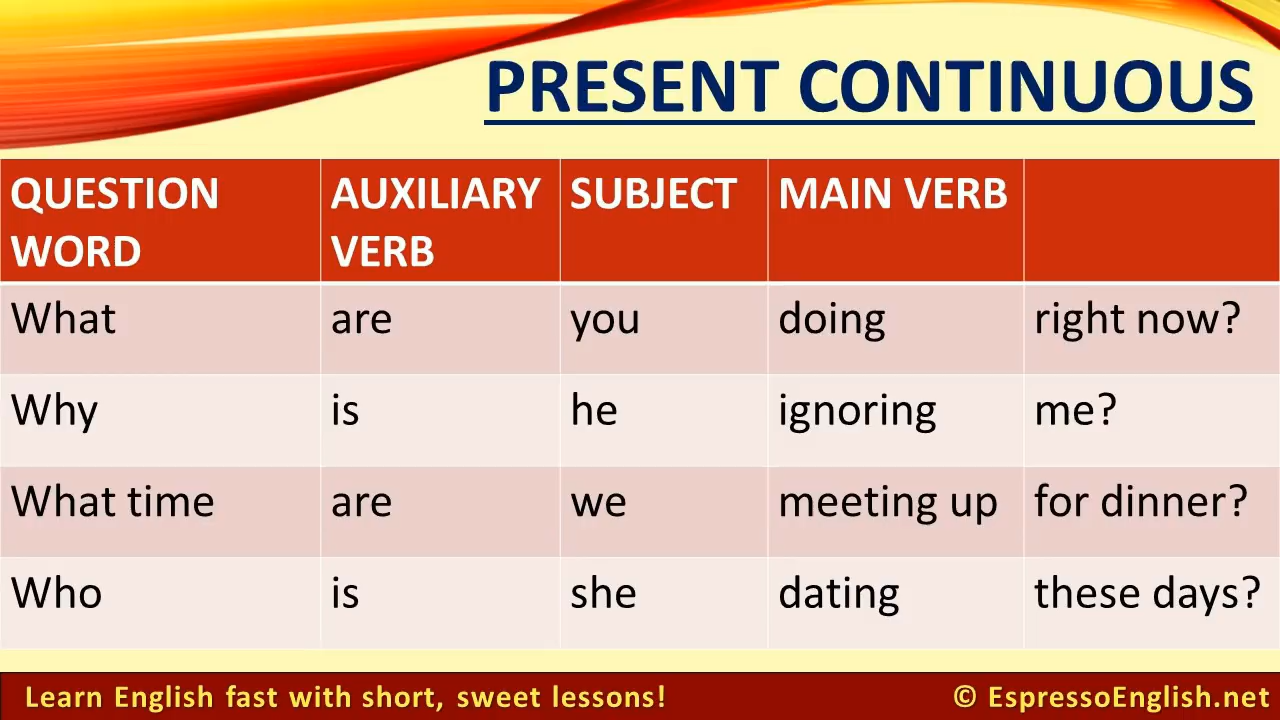 PRESENT CONTINUOUS
QUESTION WORD AUXILIARY VERB SUBJECT MAIN VERB
What are you doing right now?
Why is he ignoring me?
What time are we meeting up for dinner?
Who is she dating these days?
Learn English fast with short, sweet lessons! © EspressoEnglish.net